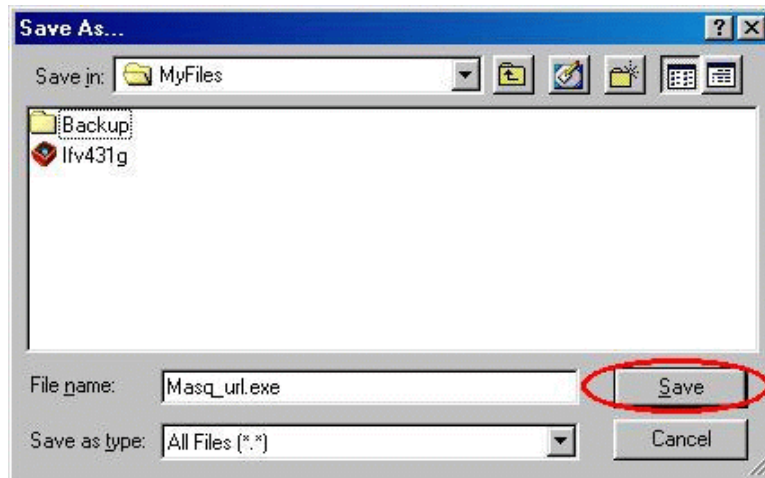 Save As...
Save in: MyFiles
Backup
lfv431g
File name: Masq_url.exe Save
Save as type: All Files (*.*) Cancel